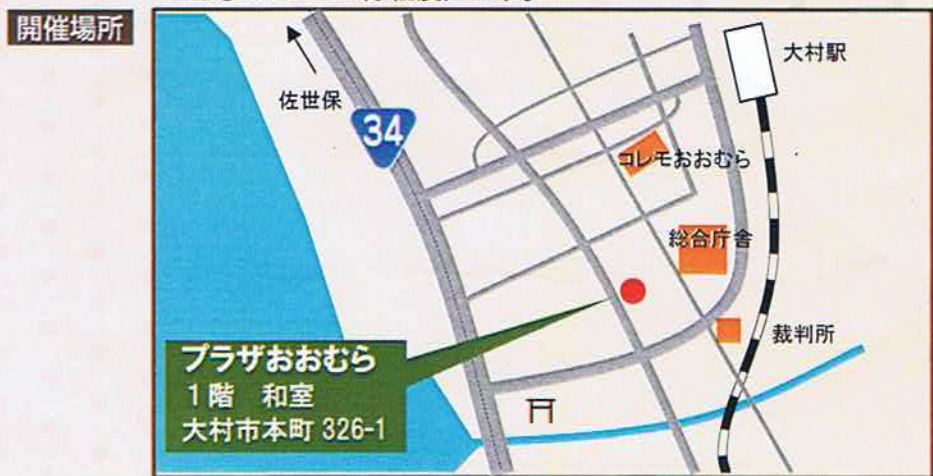 開催場所
大村駅
佐世保
34
コレモおおむら
総合庁舎
裁判所
プラザおおむら
1階　和室
大村市本町 326-1